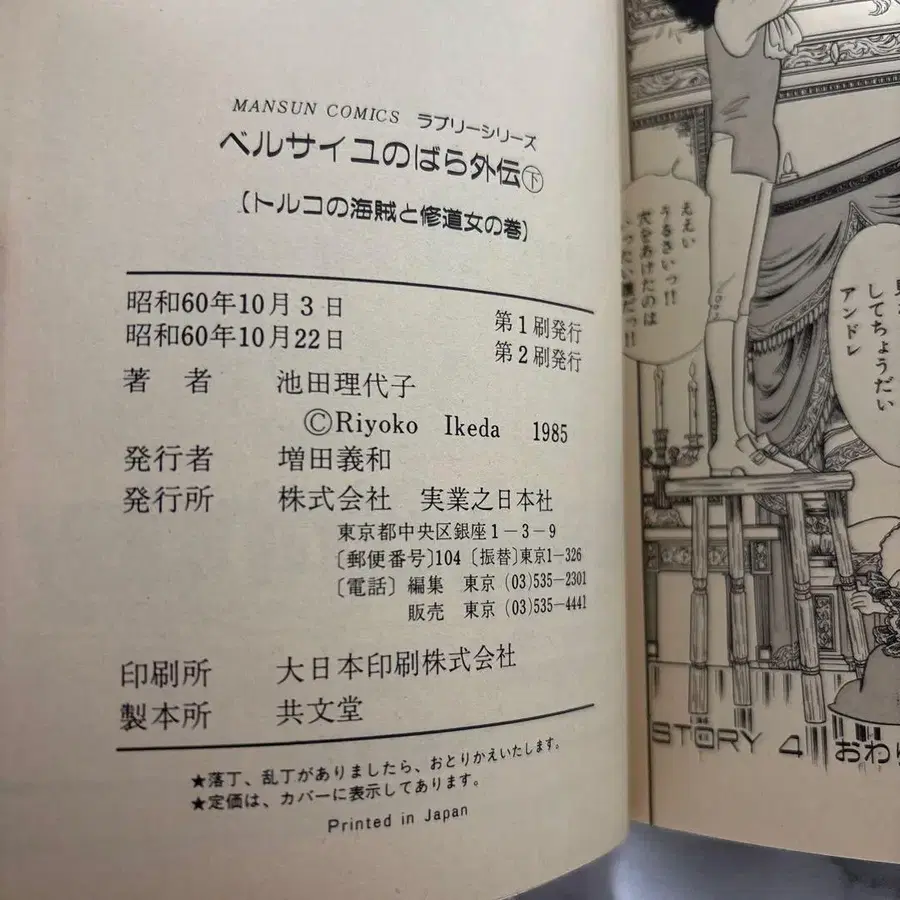 MANSUN COMICS ラブリーシリーズ
ベルサイユのばら外伝㊦
〔トルコの海賊と修道女の巻〕
昭和60年10月3日 第1刷発行
昭和60年10月22日 第2刷発行
著者 池田理代子
©Riyoko Ikeda 1985
発行者 増田義和
発行所 株式会社 実業之日本社
東京都中央区銀座1－3－9
〔郵便番号〕104〔振替〕東京1－326
〔電話〕編集 東京 (03)535－2301
販売 東京 (03)535－4441
印刷所 大日本印刷株式会社
製本所 共文堂
★落丁、乱丁がありましたら、おとりかえいたします。
★定価は、カバーに表示してあります。
Printed in Japan
ええい
うるさいっ!!
穴をあけたのは
してちょうだい
アンドレ
STORY 4 おわ